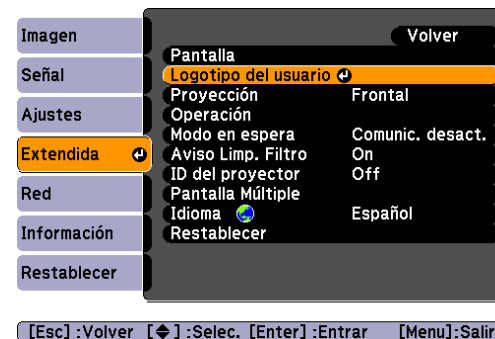 Imagen
Señal
Ajustes
Extendida
Red
Información
Restablecer
Volver
Pantalla
Logotipo del usuario
Proyección Frontal
Operación
Modo en espera Comunic. desact.
Aviso Limp. Filtro On
ID del proyector Off
Pantalla Múltiple
Idioma Español
Restablecer
[Esc] :Volver [◆] :Selec. [Enter] :Entrar [Menu]:Salir